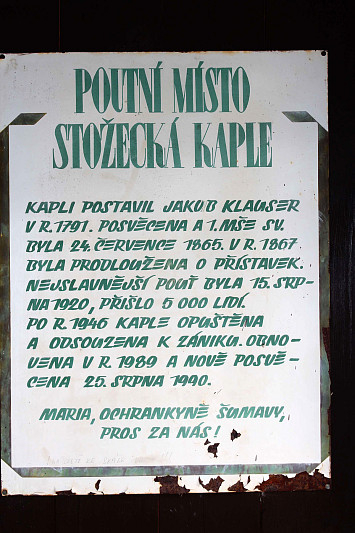 POUTNÍ MÍSTO
STOŽECKÁ KAPLE
KAPLI POSTAVIL JAKUB KLAUSER
V R. 1791. POSVĚCENA A 1. MŠE SV.
BYLA 24. ČERVENCE 1865. V R. 1867
BYLA PRODLOUŽENA O PŘÍSTAVEK.
NEJSLAVNĚJŠÍ POUŤ BYLA 15. SRP-
NA 1920, PŘIŠLO 5 000 LIDÍ.
PO R. 1946 KAPLE OPUŠTĚNA
A ODSOUZENA K ZÁNIKU. OBNO-
VENA V R. 1989 A NOVĚ POSVĚ-
CENA 25. SRPNA 1990.
MARIA, OCHRANKYNĚ ŠUMAVY,
PROS ZA NÁS!